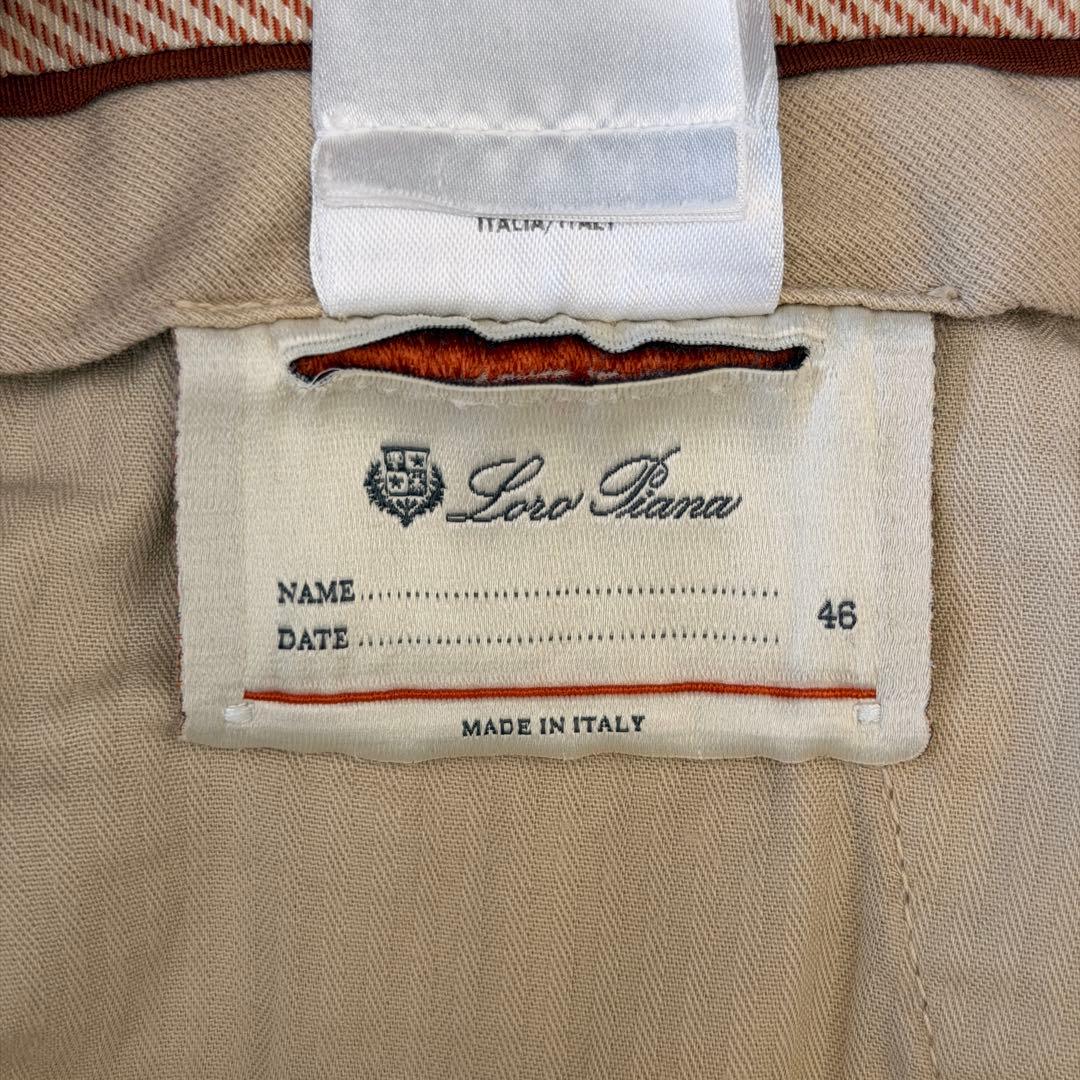 ITALIA/ITALY
Loro Piana
NAME
DATE
46
MADE IN ITALY